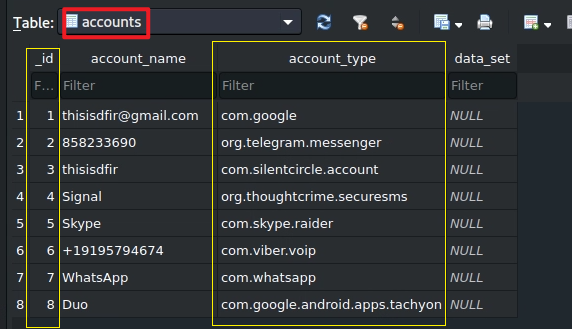 Table: accounts
_id account_name account_type data_set
F... Filter Filter Filter
1 1 thisisdfir@gmail.com com.google NULL
2 2 858233690 org.telegram.messenger NULL
3 3 thisisdfir com.silentcircle.account NULL
4 4 Signal org.thoughtcrime.securesms NULL
5 5 Skype com.skype.raider NULL
6 6 +19195794674 com.viber.voip NULL
7 7 WhatsApp com.whatsapp NULL
8 8 Duo com.google.android.apps.tachyon NULL